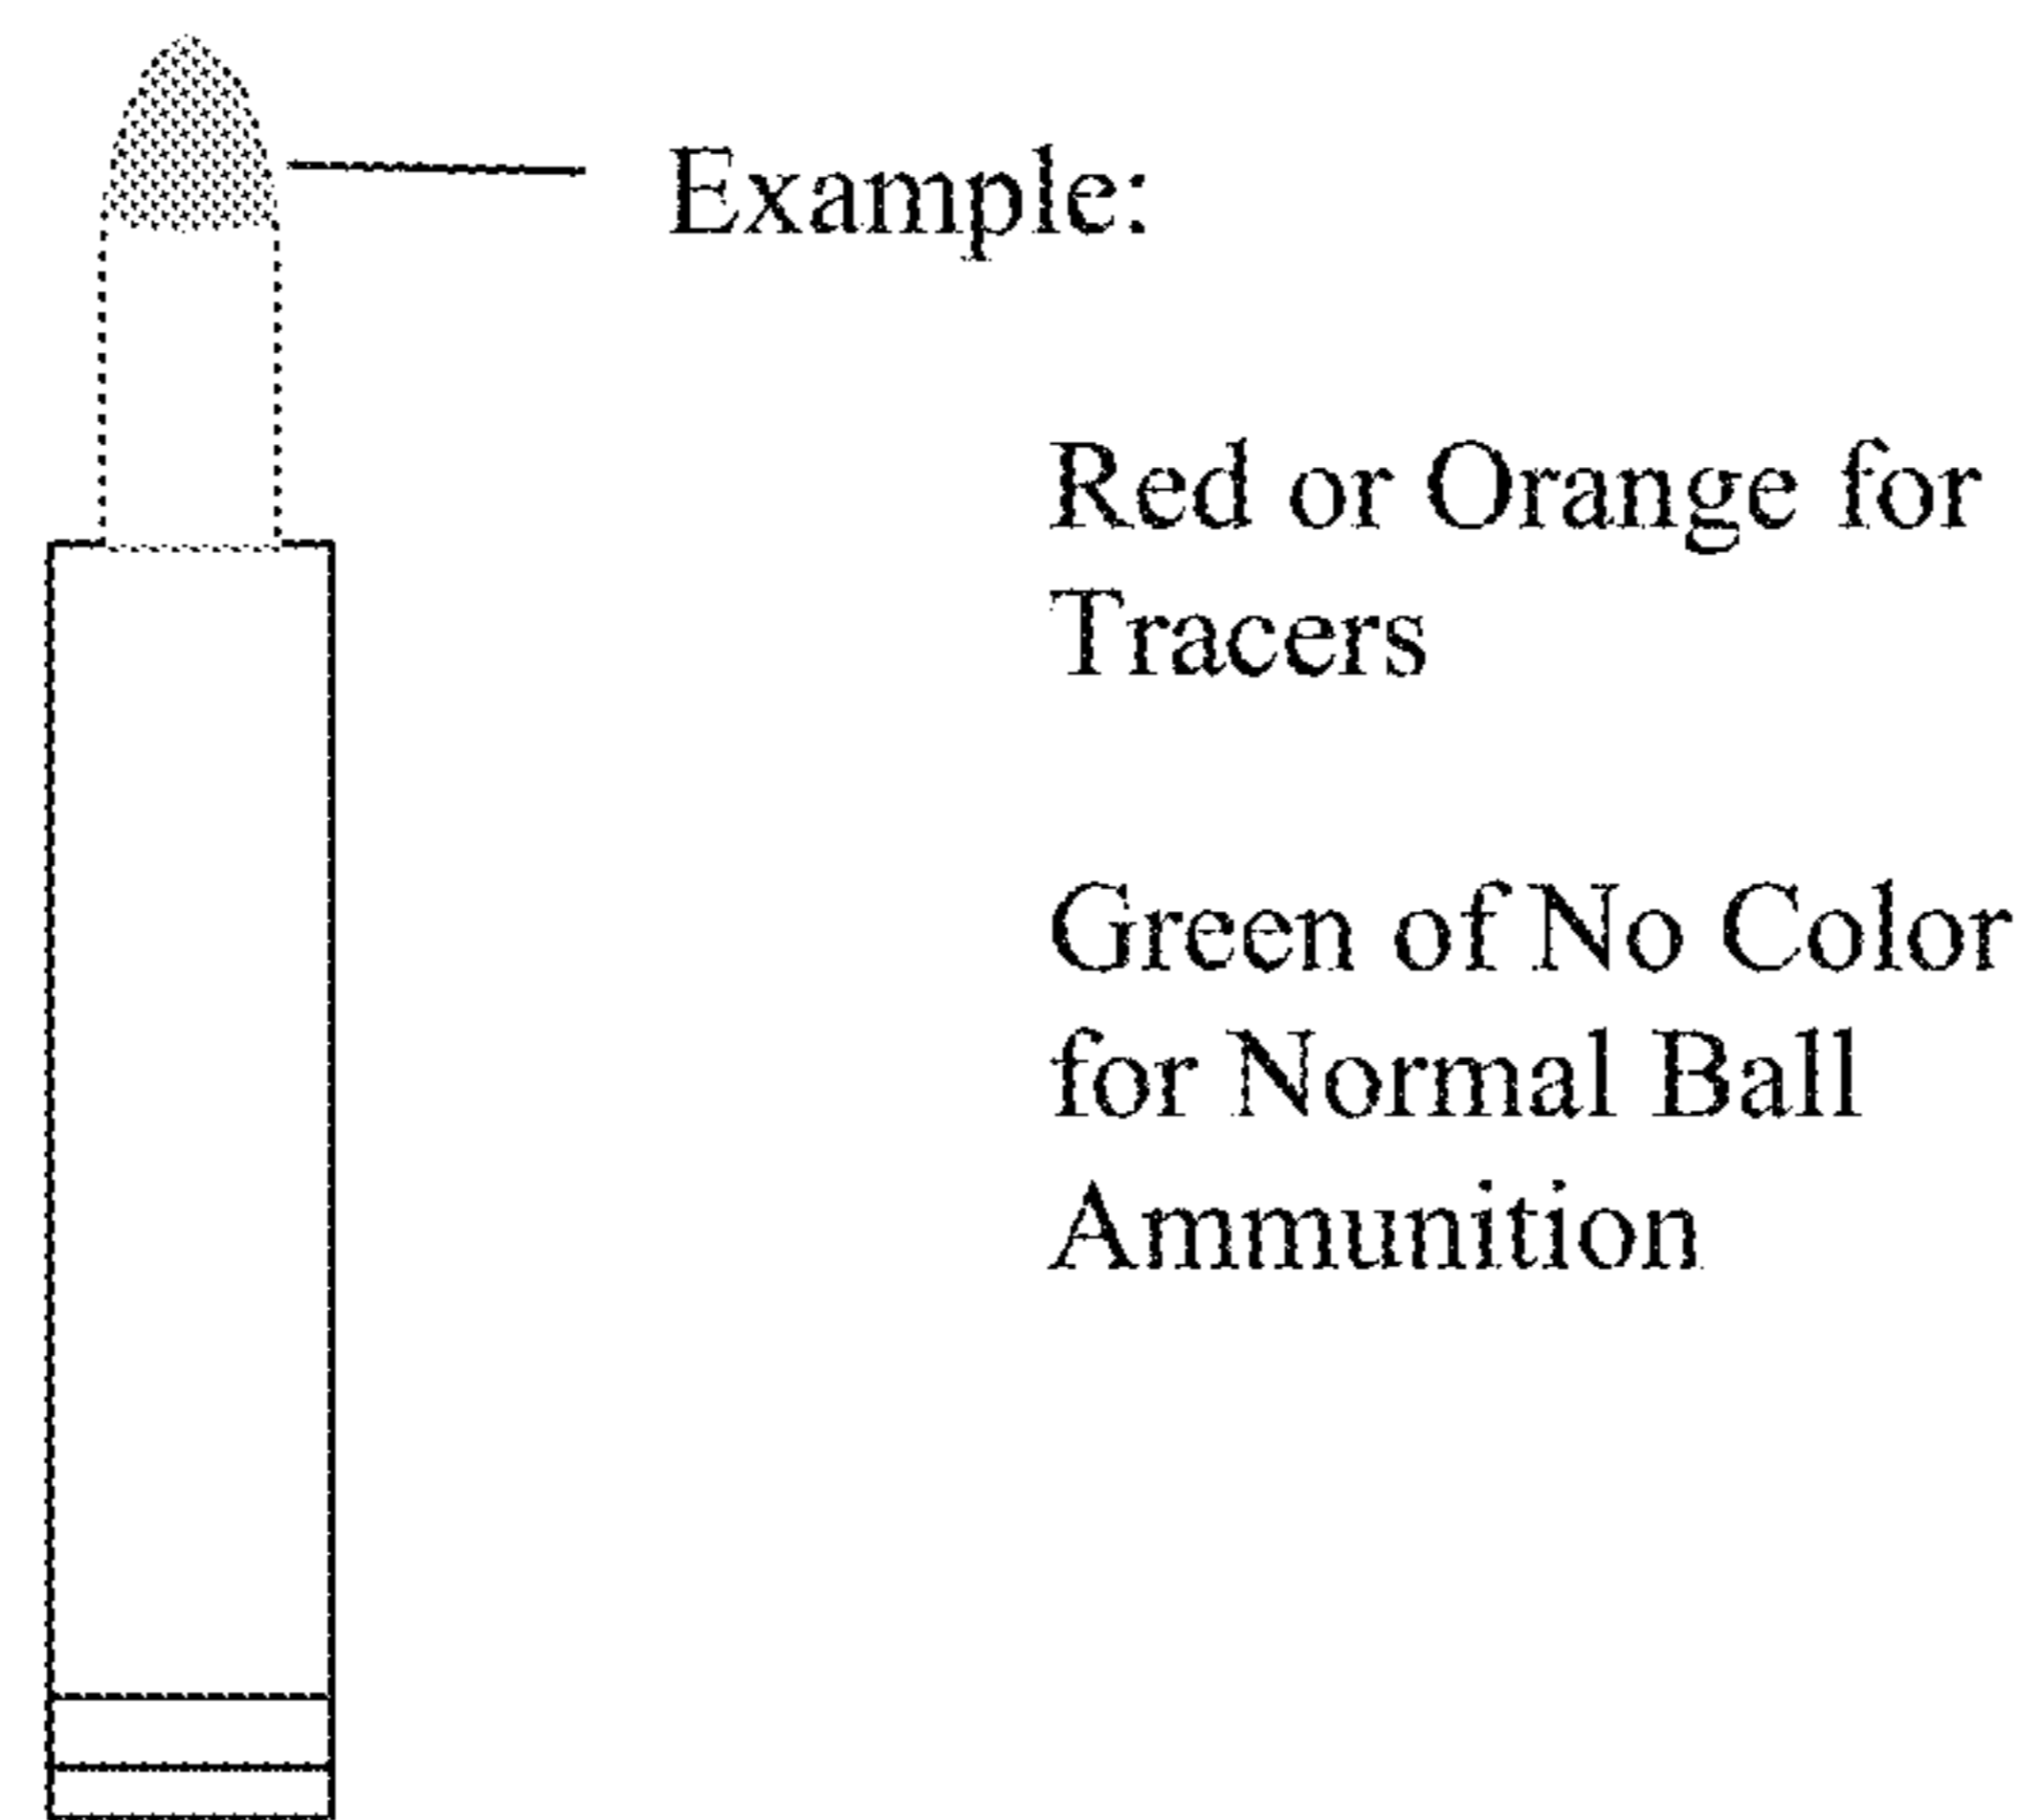 Example:
Red or Orange for
Tracers
Green of No Color
for Normal Ball
Ammunition